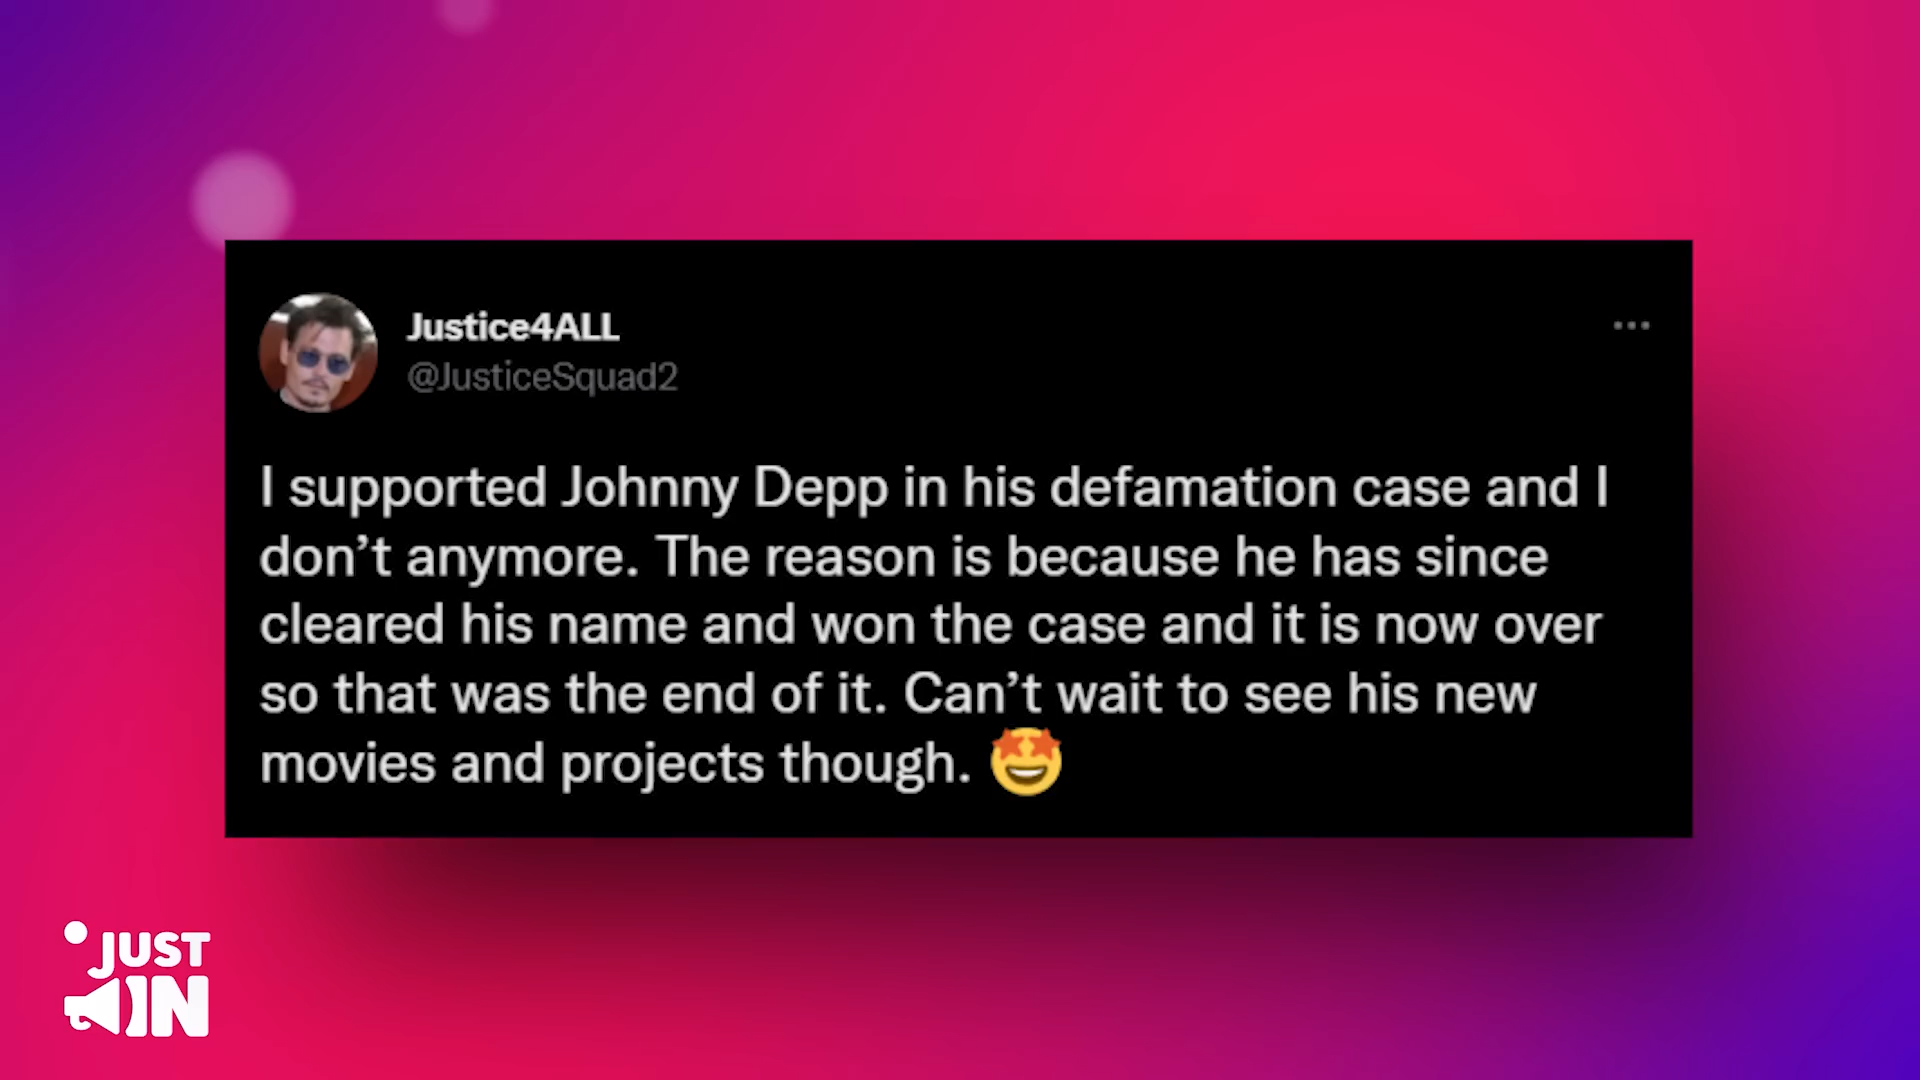 Justice4ALL
@JusticeSquad2
I supported Johnny Depp in his defamation case and I
don’t anymore. The reason is because he has since
cleared his name and won the case and it is now over
so that was the end of it. Can’t wait to see his new
movies and projects though. 🤩
JUST
IN